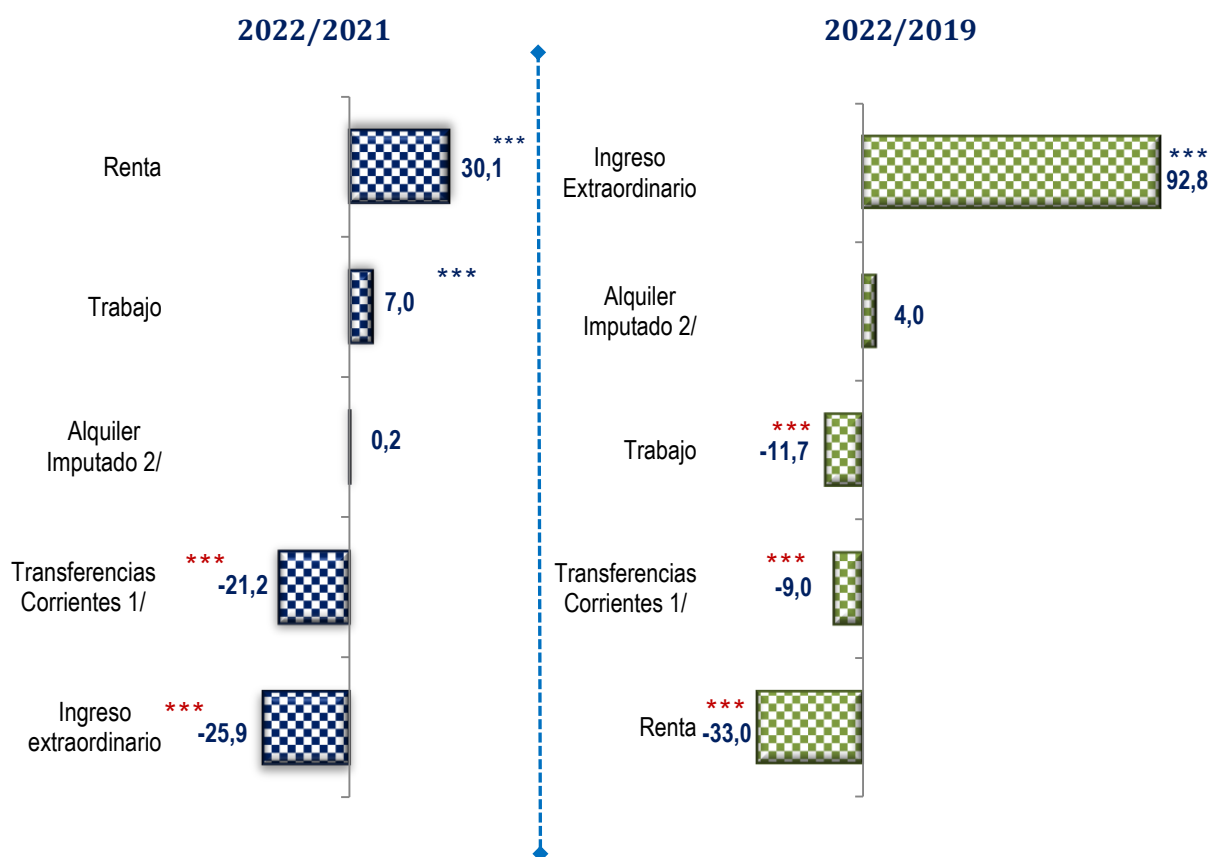 2022/2021
Renta
***
30,1
Trabajo
***
7,0
Alquiler
Imputado 2/
0,2
Transferencias
Corrientes 1/
***
-21,2
Ingreso
extraordinario
***
-25,9
2022/2019
Ingreso
Extraordinario
***
92,8
Alquiler
Imputado 2/
4,0
Trabajo
***
-11,7
Transferencias
Corrientes 1/
***
-9,0
Renta
***
-33,0